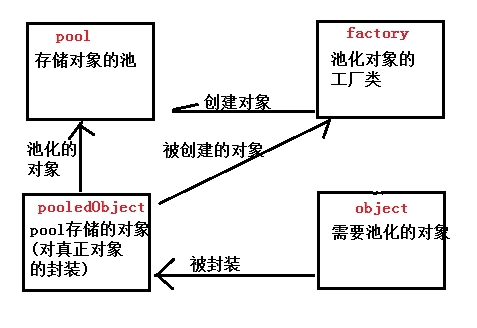 pool
存储对象的池
factory
池化对象的
工厂类
创建对象
池化的
对象
被创建的对象
pooledObject
pool存储的对象
(对真正对象
的封装)
object
需要池化的对象
被封装